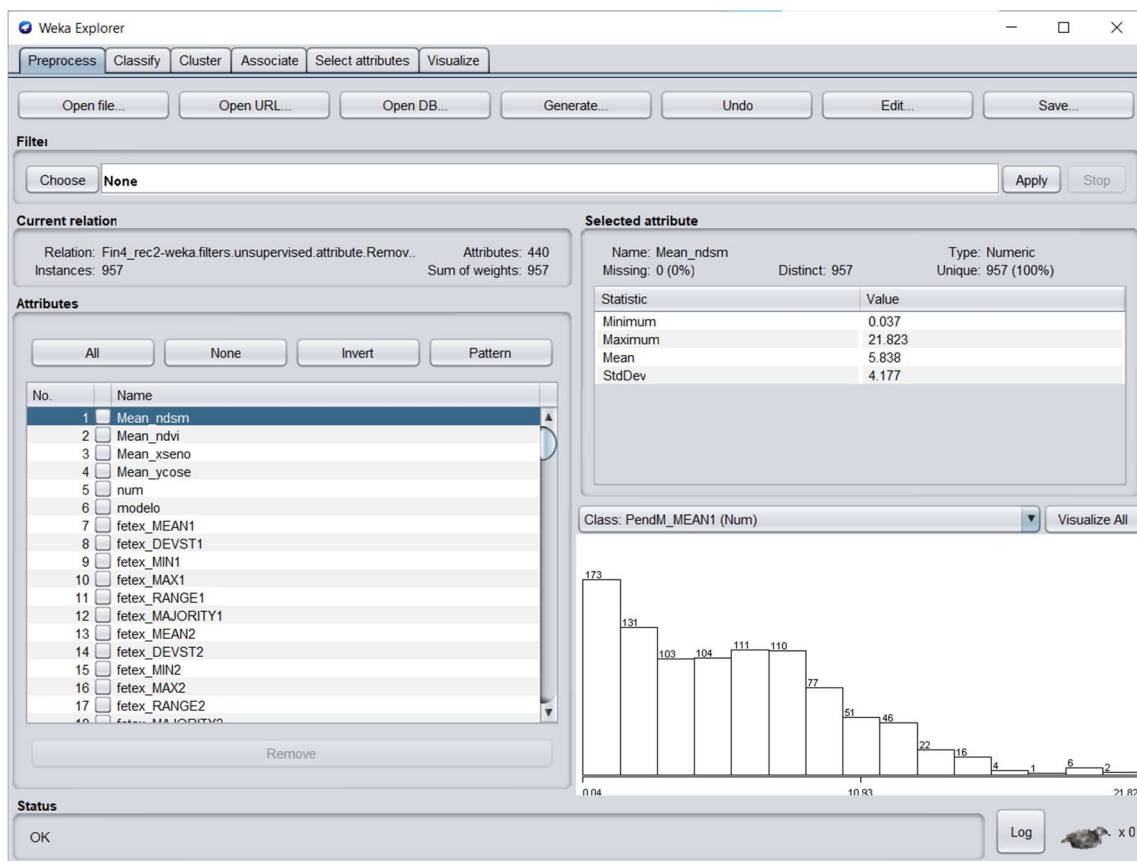 Weka Explorer
Preprocess Classify Cluster Associate Select attributes Visualize
Open file... Open URL... Open DB... Generate... Undo Edit... Save...
Filter
Choose None Apply Stop
Current relation
Relation: Fin4_rec2-weka.filters.unsupervised.attribute.Remov.. Attributes: 440
Instances: 957 Sum of weights: 957
Attributes
All None Invert Pattern
No. Name
1 Mean_ndsm
2 Mean_ndvi
3 Mean_xseno
4 Mean_ycose
5 num
6 modelo
7 fetex_MEAN1
8 fetex_DEVST1
9 fetex_MIN1
10 fetex_MAX1
11 fetex_RANGE1
12 fetex_MAJORITY1
13 fetex_MEAN2
14 fetex_DEVST2
15 fetex_MIN2
16 fetex_MAX2
17 fetex_RANGE2
18 fetex_MAJORITY2
Remove
Selected attribute
Name: Mean_ndsm Type: Numeric
Missing: 0 (0%) Distinct: 957 Unique: 957 (100%)
Statistic Value
Minimum 0.037
Maximum 21.823
Mean 5.838
StdDev 4.177
Class: PendM_MEAN1 (Num) Visualize All
173 131 103 104 111 110 77 51 46 22 16 4 1 6 2
0.04 10.93 21.82
Status
OK Log x 0